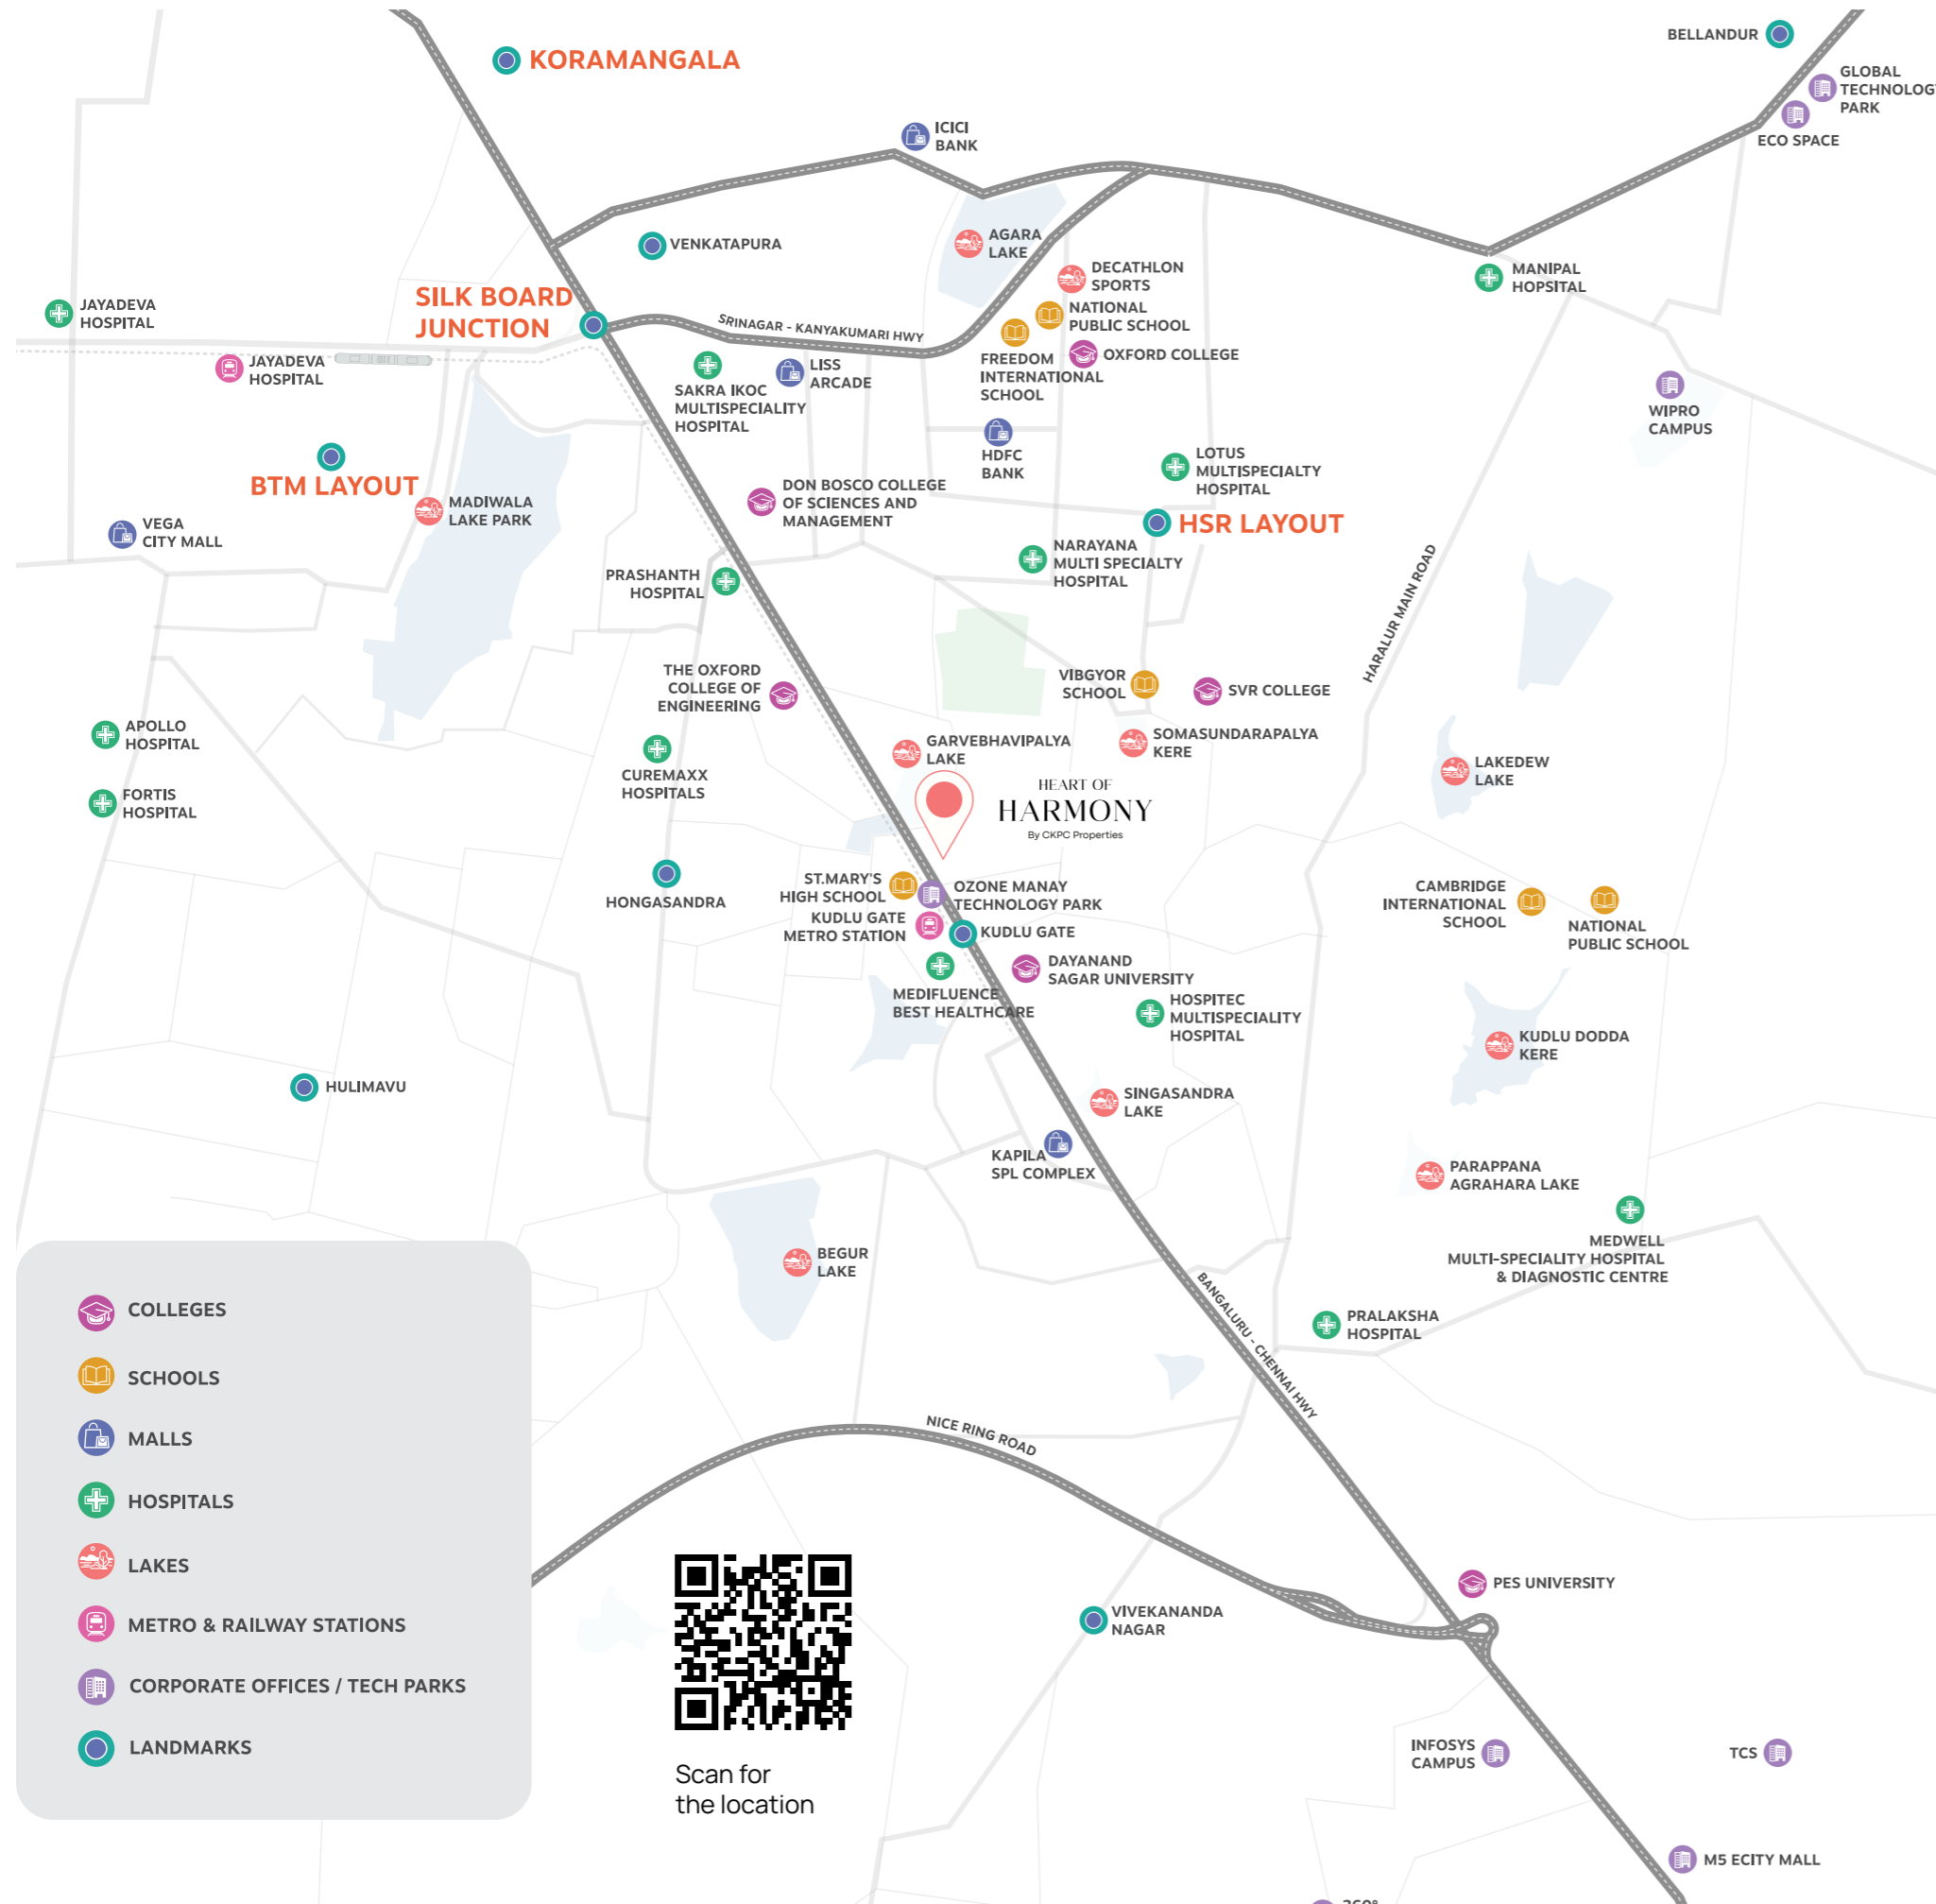 KORAMANGALA
BELLANDUR
GLOBAL
TECHNOLOGY
PARK
ECO SPACE
ICICI
BANK
VENKATAPURA
AGARA
LAKE
DECATHLON
SPORTS
MANIPAL
HOPSITAL
JAYADEVA
HOSPITAL
SILK BOARD
JUNCTION
SRINAGAR - KANYAKUMARI HWY
NATIONAL
PUBLIC SCHOOL
OXFORD COLLEGE
FREEDOM
INTERNATIONAL
SCHOOL
JAYADEVA
HOSPITAL
SAKRA IKOC
MULTISPECIALITY
HOSPITAL
LISS
ARCADE
WIPRO
CAMPUS
BTM LAYOUT
HDFC
BANK
LOTUS
MULTISPECIALTY
HOSPITAL
MADIWALA
LAKE PARK
DON BOSCO COLLEGE
OF SCIENCES AND
MANAGEMENT
HSR LAYOUT
VEGA
CITY MALL
NARAYANA
MULTI SPECIALTY
HOSPITAL
PRASHANTH
HOSPITAL
HARALUR MAIN ROAD
THE OXFORD
COLLEGE OF
ENGINEERING
VIBGYOR
SCHOOL
SVR COLLEGE
APOLLO
HOSPITAL
GARVEBHAVIPALYA
LAKE
SOMASUNDARAPALYA
KERE
LAKEDEW
LAKE
CUREMAXX
HOSPITALS
FORTIS
HOSPITAL
HEART OF
HARMONY
By CKPC Properties
HONGASANDRA
ST.MARY'S
HIGH SCHOOL
OZONE MANAY
TECHNOLOGY PARK
KUDLU GATE
METRO STATION
KUDLU GATE
CAMBRIDGE
INTERNATIONAL
SCHOOL
NATIONAL
PUBLIC SCHOOL
DAYANAND
SAGAR UNIVERSITY
MEDIFLUENCE
BEST HEALTHCARE
HOSPITEC
MULTISPECIALITY
HOSPITAL
KUDLU DODDA
KERE
HULIMAVU
SINGASANDRA
LAKE
KAPILA
SPL COMPLEX
PARAPPANA
AGRAHARA LAKE
MEDWELL
MULTI-SPECIALITY HOSPITAL
& DIAGNOSTIC CENTRE
BEGUR
LAKE
BANGALURU - CHENNAI HWY
PRALAKSHA
HOSPITAL
COLLEGES
SCHOOLS
MALLS
HOSPITALS
LAKES
METRO & RAILWAY STATIONS
CORPORATE OFFICES / TECH PARKS
LANDMARKS
NICE RING ROAD
PES UNIVERSITY
VIVEKANANDA
NAGAR
Scan for
the location
INFOSYS
CAMPUS
TCS
M5 ECITY MALL
360°